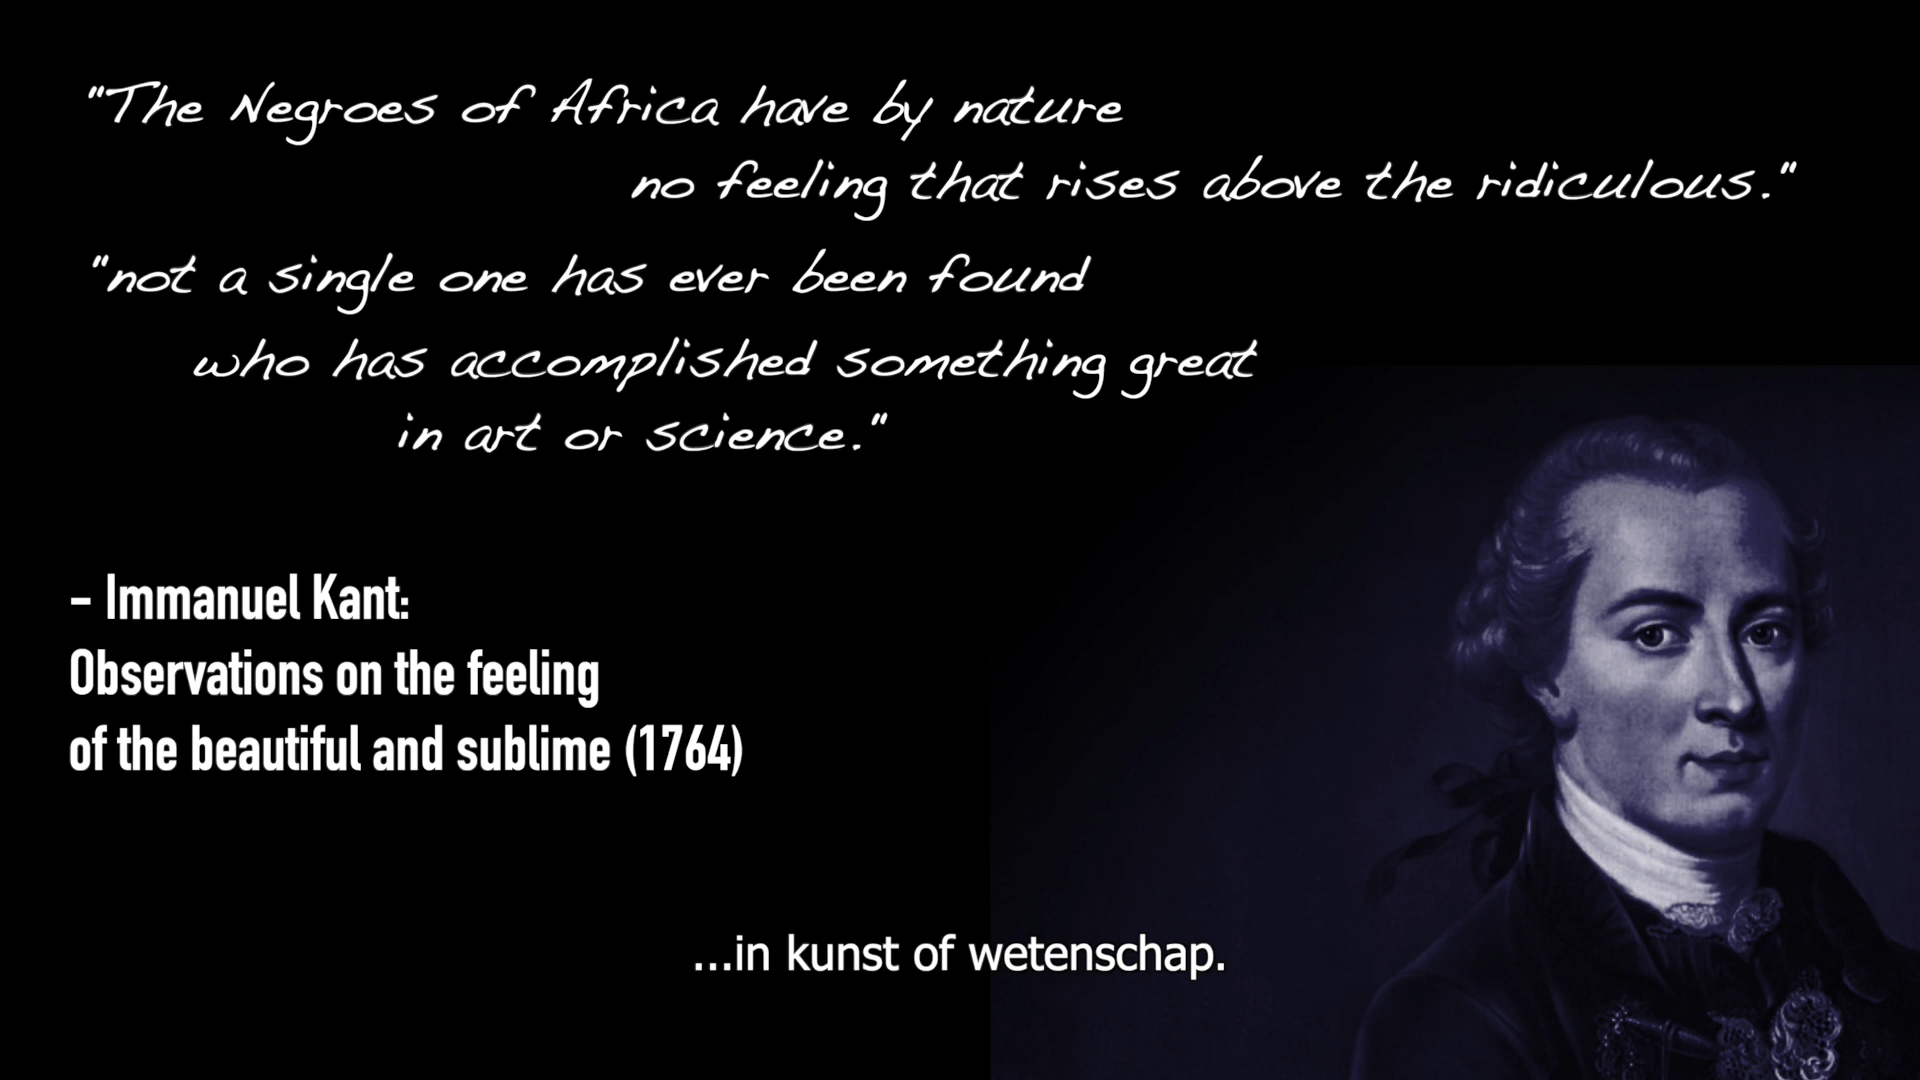 "The Negroes of Africa have by nature
no feeling that rises above the ridiculous."
"not a single one has ever been found
who has accomplished something great
in art or science."
– Immanuel Kant:
Observations on the feeling
of the beautiful and sublime (1764)
...in kunst of wetenschap.